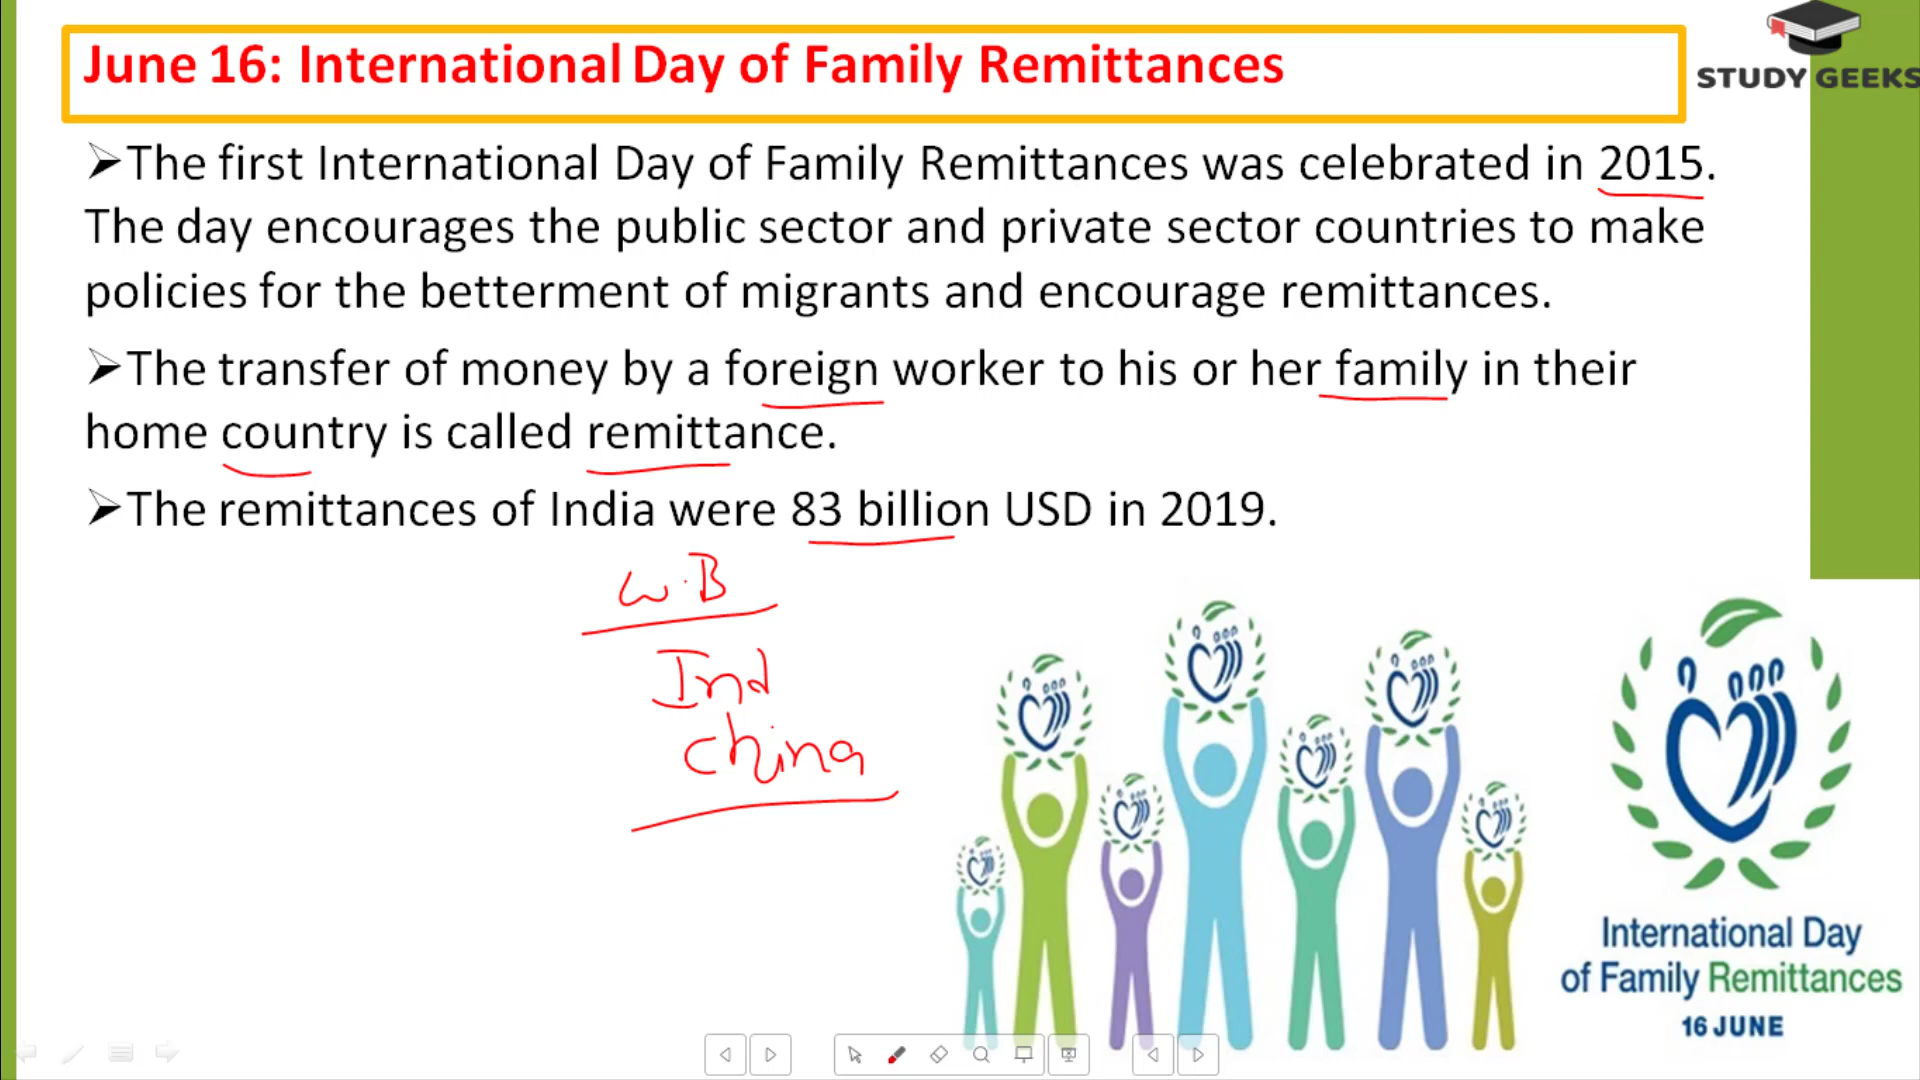 June 16: International Day of Family Remittances
STUDY GEEKS
➢The first International Day of Family Remittances was celebrated in 2015.
The day encourages the public sector and private sector countries to make
policies for the betterment of migrants and encourage remittances.
➢The transfer of money by a foreign worker to his or her family in their
home country is called remittance.
➢The remittances of India were 83 billion USD in 2019.
W.B
Ind
China
International Day
of Family Remittances
16 JUNE